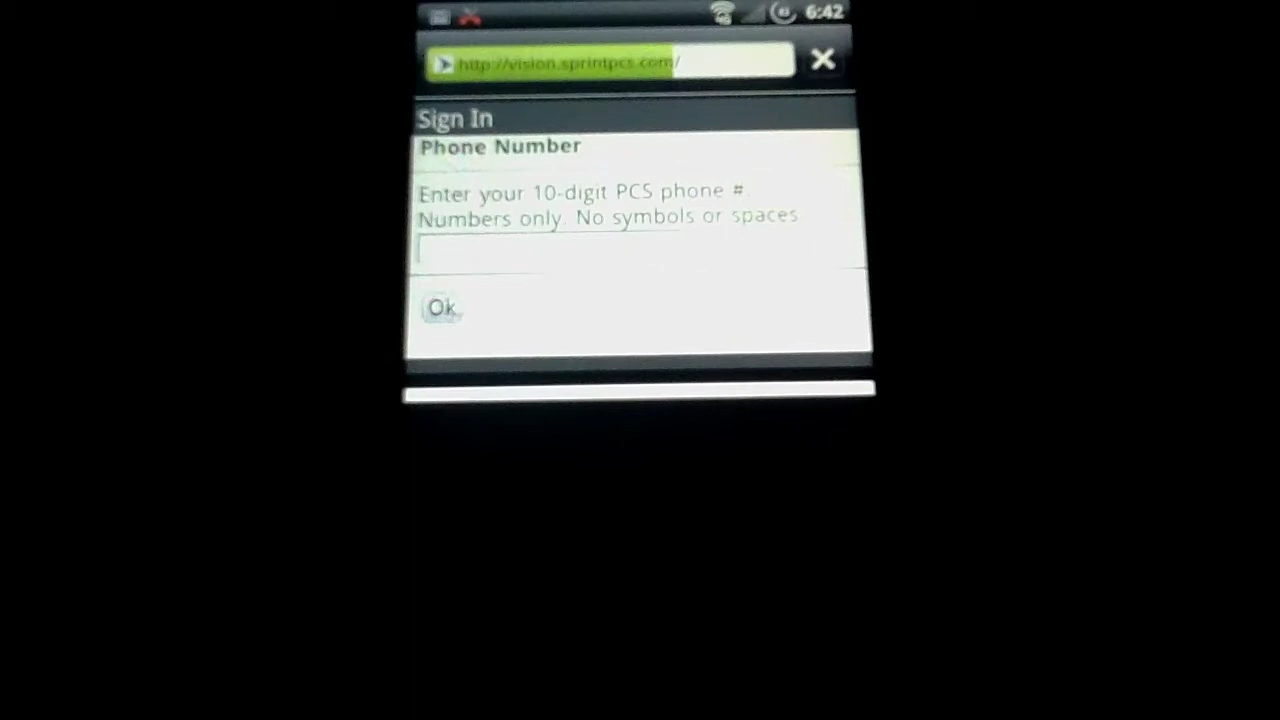 6:42
http://vision.sprintpcs.com/
Sign In
Phone Number
Enter your 10-digit PCS phone #.
Numbers only. No symbols or spaces
Ok